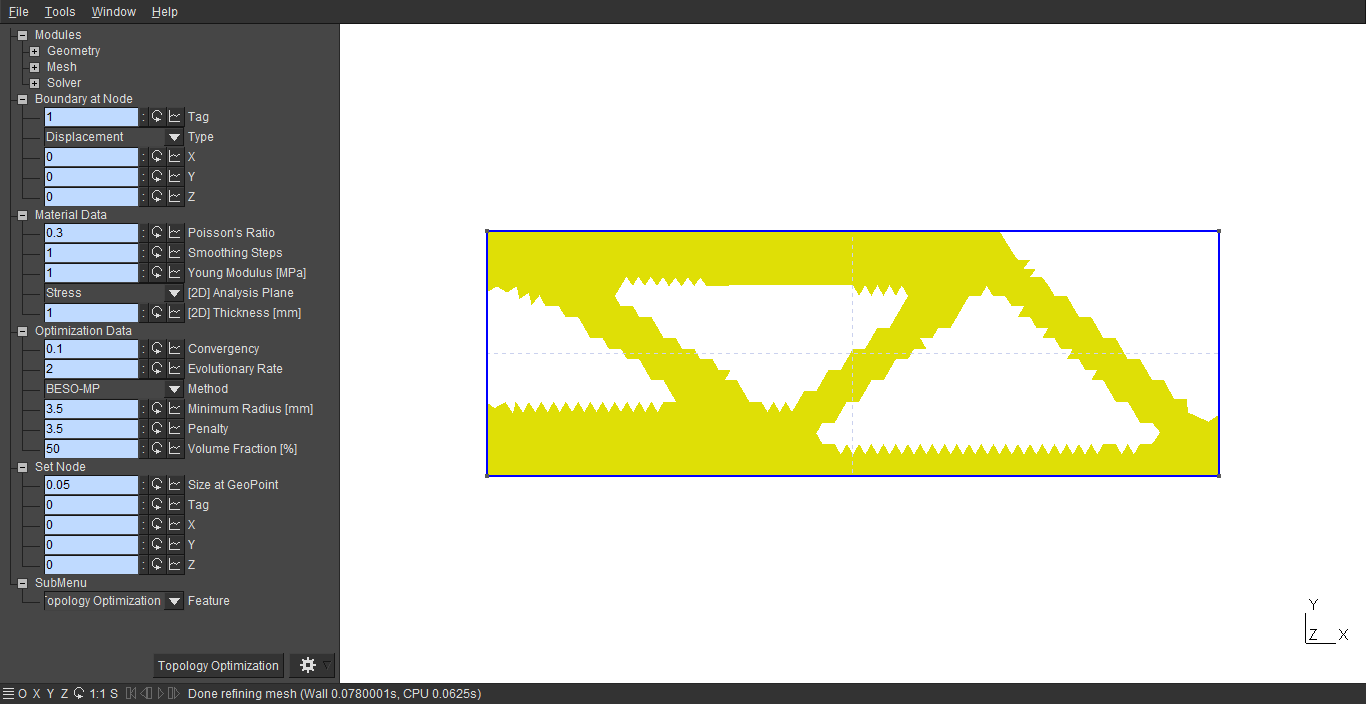 File Tools Window Help
Modules
Geometry
Mesh
Solver
Boundary at Node
1 : Tag
Displacement Type
0 : X
0 : Y
0 : Z
Material Data
0.3 : Poisson's Ratio
1 : Smoothing Steps
1 : Young Modulus [MPa]
Stress [2D] Analysis Plane
1 : [2D] Thickness [mm]
Optimization Data
0.1 : Convergency
2 : Evolutionary Rate
BESO-MP Method
3.5 : Minimum Radius [mm]
3.5 : Penalty
50 : Volume Fraction [%]
Set Node
0.05 : Size at GeoPoint
0 : Tag
0 : X
0 : Y
0 : Z
SubMenu
Topology Optimization Feature
Y
Z X
Topology Optimization
O X Y Z 1:1 S Done refining mesh (Wall 0.0780001s, CPU 0.0625s)